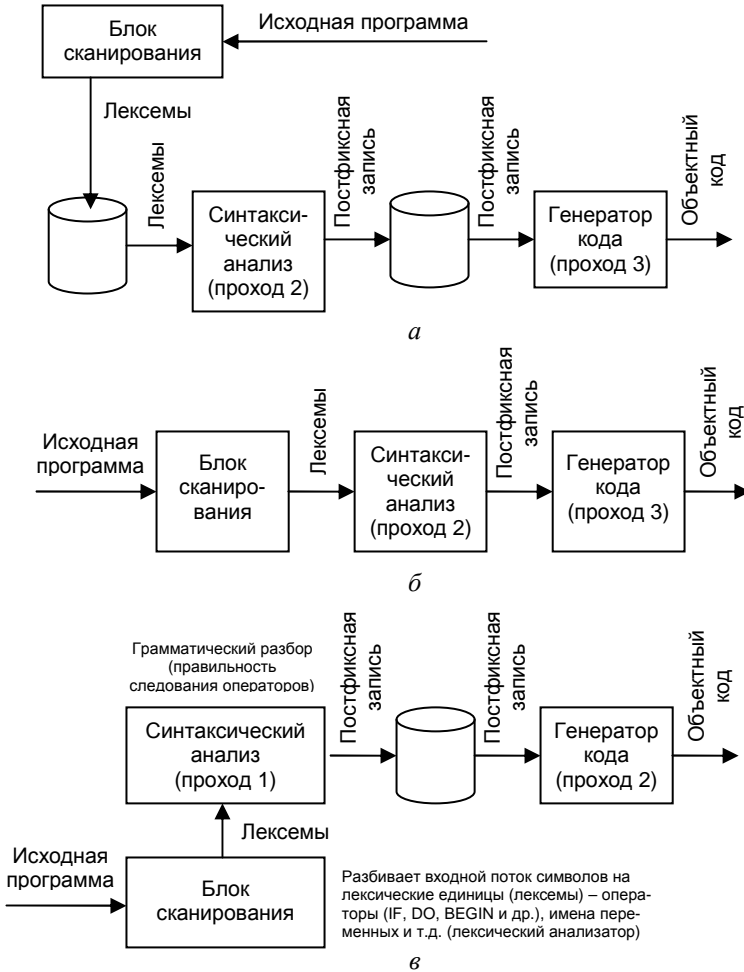 Блок
сканирования
Исходная программа
Лексемы
Лексемы
Синтакси-
ческий
анализ
(проход 2)
Постфиксная
запись
Постфиксная
запись
Генератор
кода
(проход 3)
Объектный
код
а
Исходная
программа
Блок
сканиро-
вания
Лексемы
Синтакси-
ческий
анализ
(проход 2)
Постфиксная
запись
Генератор
кода
(проход 3)
Объектный
код
б
Грамматический разбор
(правильность
следования операторов)
Синтаксический
анализ
(проход 1)
Постфиксная
запись
Постфиксная
запись
Генератор
кода
(проход 2)
Объектный
код
Лексемы
Исходная
программа
Блок
сканирования
Разбивает входной поток символов на
лексические единицы (лексемы) – опера-
торы (IF, DO, BEGIN и др.), имена пере-
менных и т.д. (лексический анализатор)
в